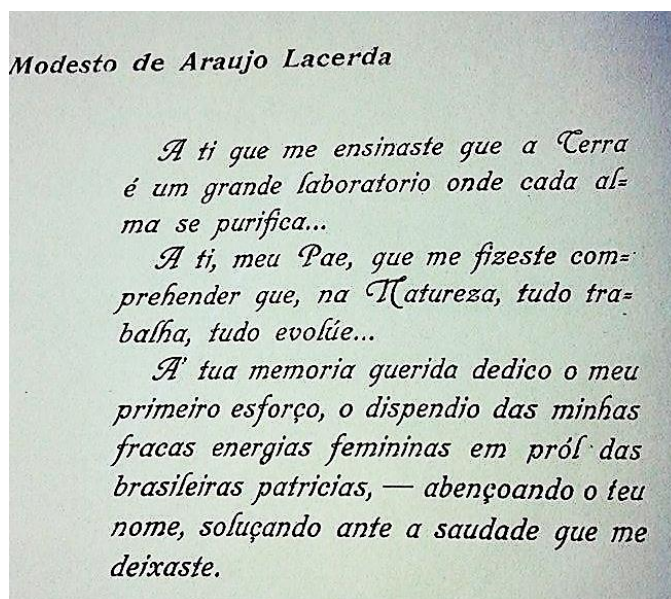 Modesto de Araujo Lacerda
A ti que me ensinaste que a Terra
é um grande laboratorio onde cada al=
ma se purifica...
A ti, meu Pae, que me fizeste com=
prehender que, na Natureza, tudo tra=
balha, tudo evolúe...
A' tua memoria querida dedico o meu
primeiro esforço, o dispendio das minhas
fracas energias femininas em pról das
brasileiras patricias, — abençoando o teu
nome, soluçando ante a saudade que me
deixaste.